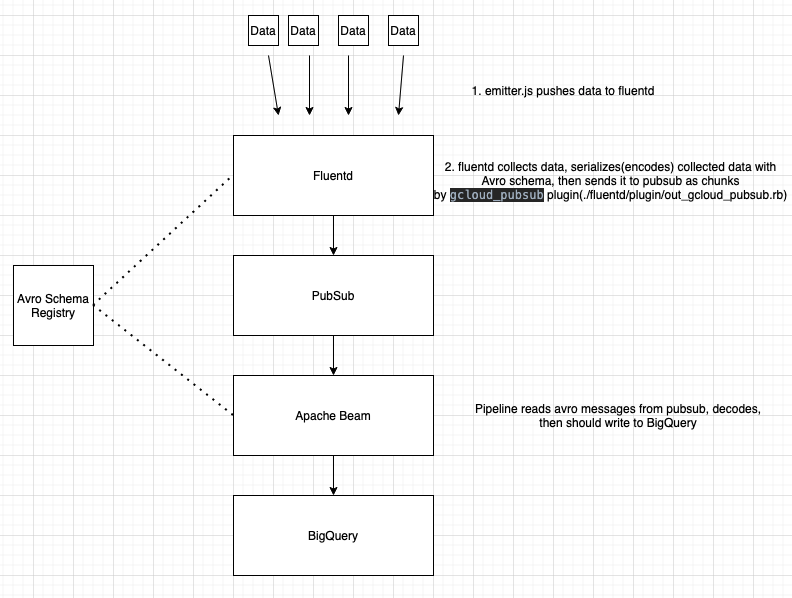 Data Data Data Data
1. emitter.js pushes data to fluentd
Fluentd
2. fluentd collects data, serializes(encodes) collected data with
Avro schema, then sends it to pubsub as chunks
by gcloud_pubsub plugin(./fluentd/plugin/out_gcloud_pubsub.rb)
Avro Schema
Registry
PubSub
Apache Beam
Pipeline reads avro messages from pubsub, decodes,
then should write to BigQuery
BigQuery